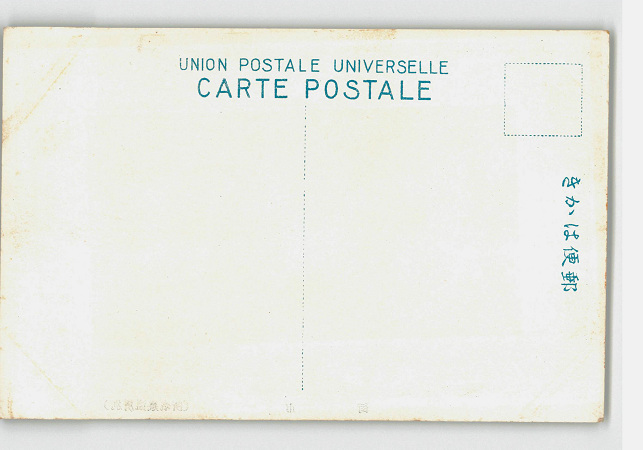 UNION POSTALE UNIVERSELLE
CARTE POSTALE
きかは便郵